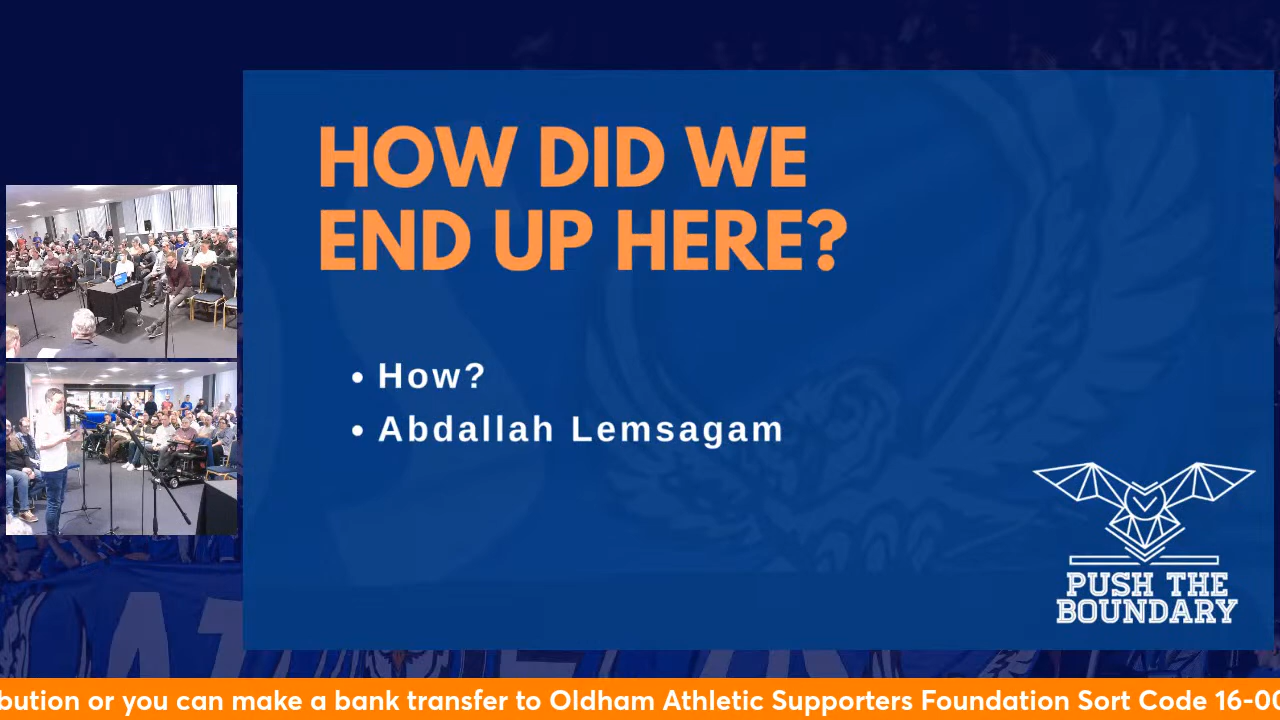 HOW DID WE
END UP HERE?
• How?
• Abdallah Lemsagam
PUSH THE
BOUNDARY
bution or you can make a bank transfer to Oldham Athletic Supporters Foundation Sort Code 16-00